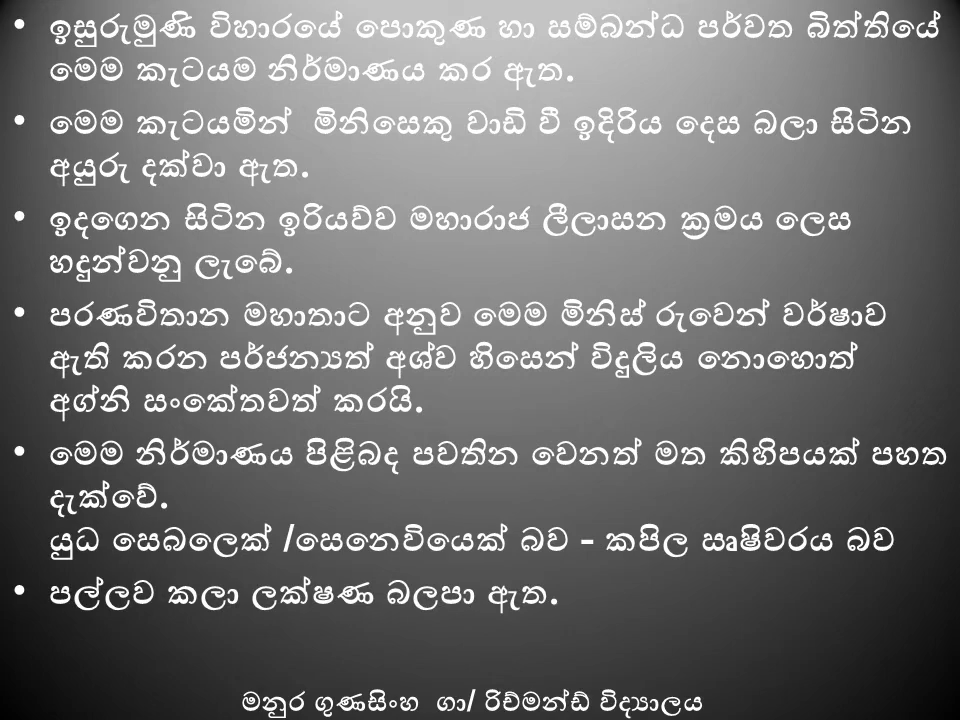 • ඉසුරුමුණි විහාරයේ පොකුණ හා සම්බන්ධ පර්වත බිත්තියේ
මෙම කැටයම නිර්මාණය කර ඇත.
• මෙම කැටයමින්  මිනිසෙකු වාඩි වී ඉදිරිය දෙස බලා සිටින
අයුරු දක්වා ඇත.
• ඉදගෙන සිටින ඉරියව්ව මහාරාජ ලීලාසන ක්‍රමය ලෙස
හදුන්වනු ලැබේ.
• පරණවිතාන මහාතාට අනුව මෙම මිනිස් රුවෙන් වර්ෂාව
ඇති කරන පර්ජන්‍යත් අශ්ව හිසෙන් විදුලිය නොහොත්
අග්නි සංකේතවත් කරයි.
• මෙම නිර්මාණය පිළිබද පවතින වෙනත් මත කිහිපයක් පහත
දැක්වේ.
යුධ සෙබලෙක් /සෙනෙවියෙක් බව - කපිල ඍෂිවරය බව
• පල්ලව කලා ලක්ෂණ බලපා ඇත.
මනුර ගුණසිංහ  ගා/ රිච්මන්ඩ් විද්‍යාලය